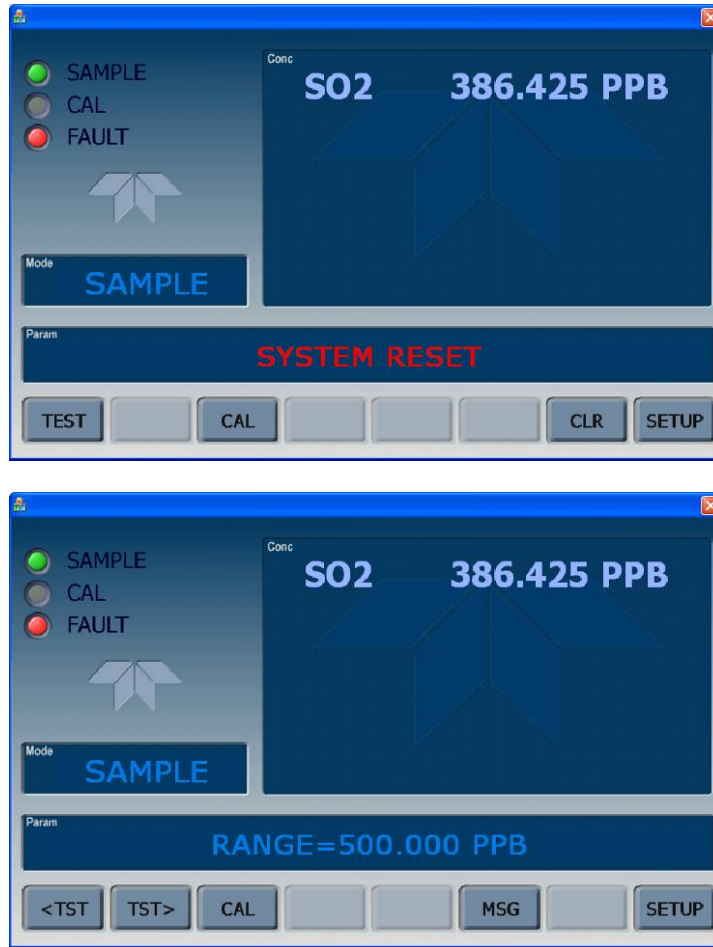 SAMPLE
CAL
FAULT
Conc
SO2 386.425 PPB
Mode
SAMPLE
Param
SYSTEM RESET
TEST CAL CLR SETUP
SAMPLE
CAL
FAULT
Conc
SO2 386.425 PPB
Mode
SAMPLE
Param
RANGE=500.000 PPB
<TST TST> CAL MSG SETUP